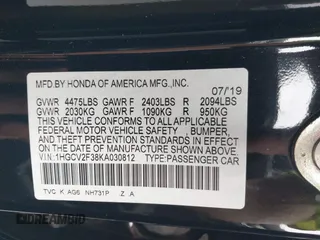 MFD.BY HONDA OF AMERICA MFG.,INC. 07/'19
GVWR 4475LBS GAWR F 2403LBS R 2094LBS
GVWR 2030KG GAWR F 1090KG R 950KG
THIS VEHICLE CONFORMS TO ALL APPLICABLE
FEDERAL MOTOR VEHICLE SAFETY , BUMPER,
AND THEFT PREVENTION STANDARDS IN
EFFECT ON THE DATE OF MANUFACTURE
SHOWN ABOVE.
VIN: 1HGCV2F38KA030812 TYPE: PASSENGER CAR
TVC K AG6 NH731P Z A
DREAMBID